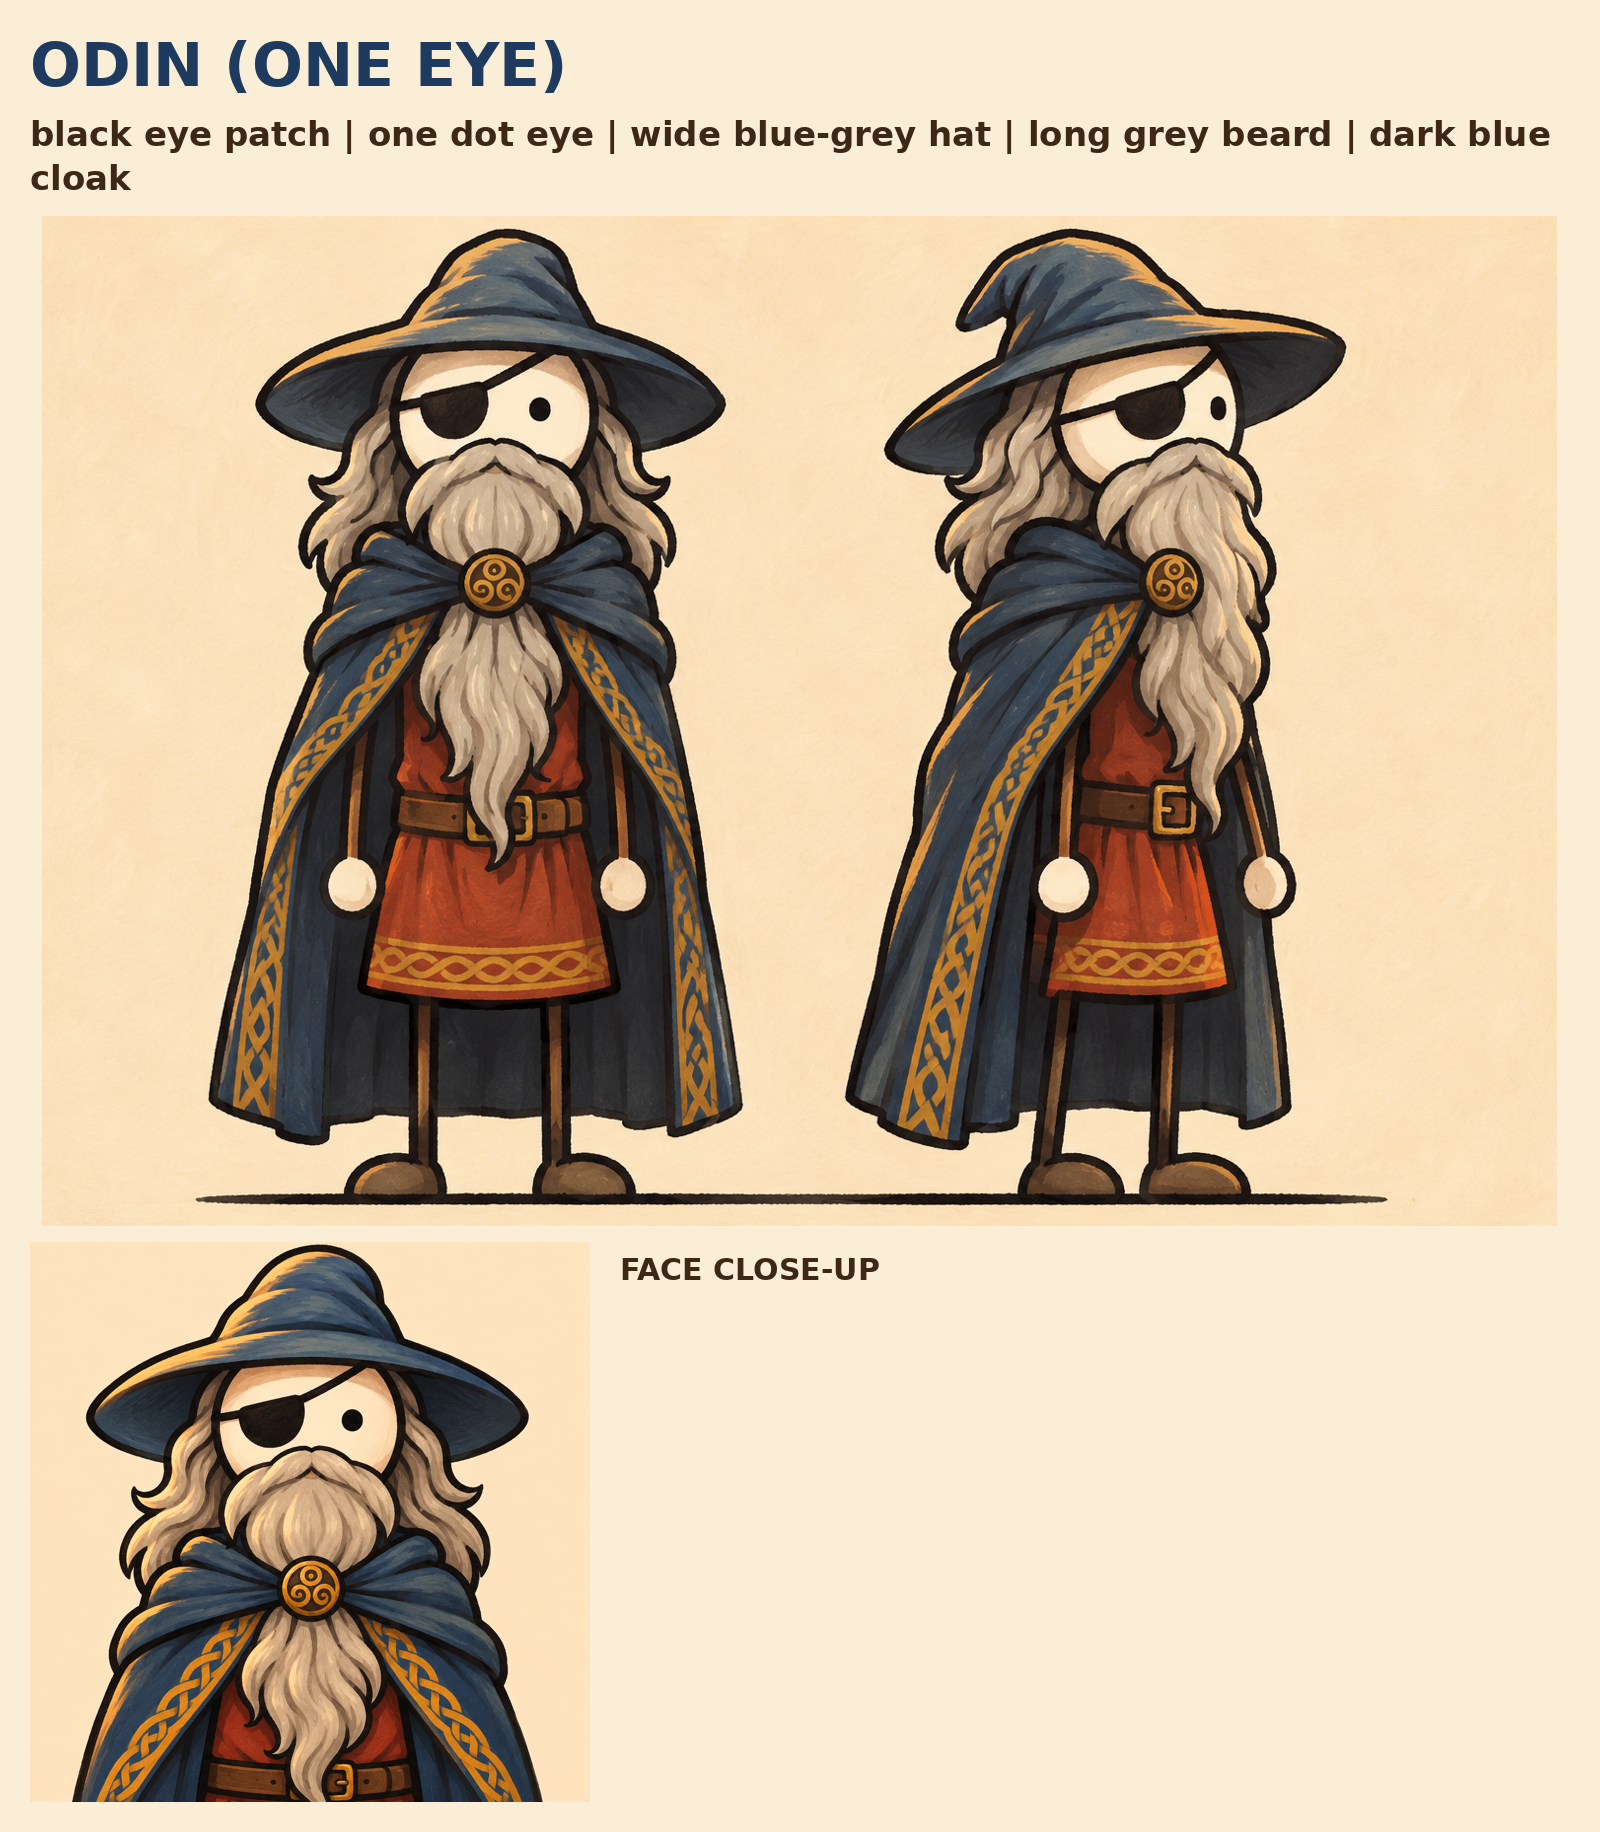 ODIN (ONE EYE)
black eye patch | one dot eye | wide blue-grey hat | long grey beard | dark blue
cloak
FACE CLOSE-UP